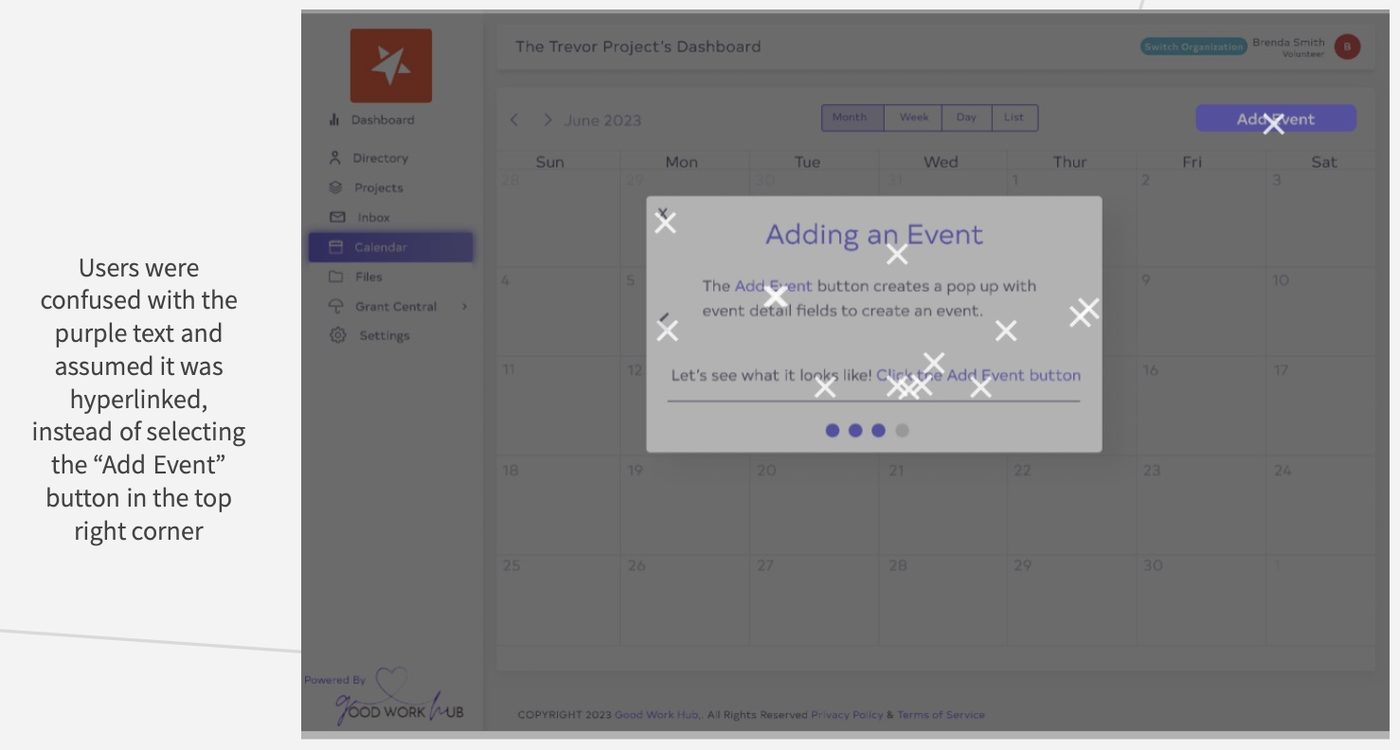 Users were
confused with the
purple text and
assumed it was
hyperlinked,
instead of selecting
the “Add Event”
button in the top
right corner
The Trevor Project's Dashboard
Switch Organization
Brenda Smith
Volunteer
B
Dashboard
Directory
Projects
Inbox
Calendar
Files
Grant Central
Settings
June 2023
Month Week Day List
Add Event
Sun Mon Tue Wed Thur Fri Sat
28 29 30 31 1 2 3
X
Adding an Event
The Add Event button creates a pop up with
event detail fields to create an event.
Let's see what it looks like! Click the Add Event button
4 5 9 10
11 12 16 17
18 19 20 21 22 23 24
25 26 27 28 29 30 1
Powered By
GOOD WORK HUB
COPYRIGHT 2023 Good Work Hub,. All Rights Reserved Privacy Policy & Terms of Service